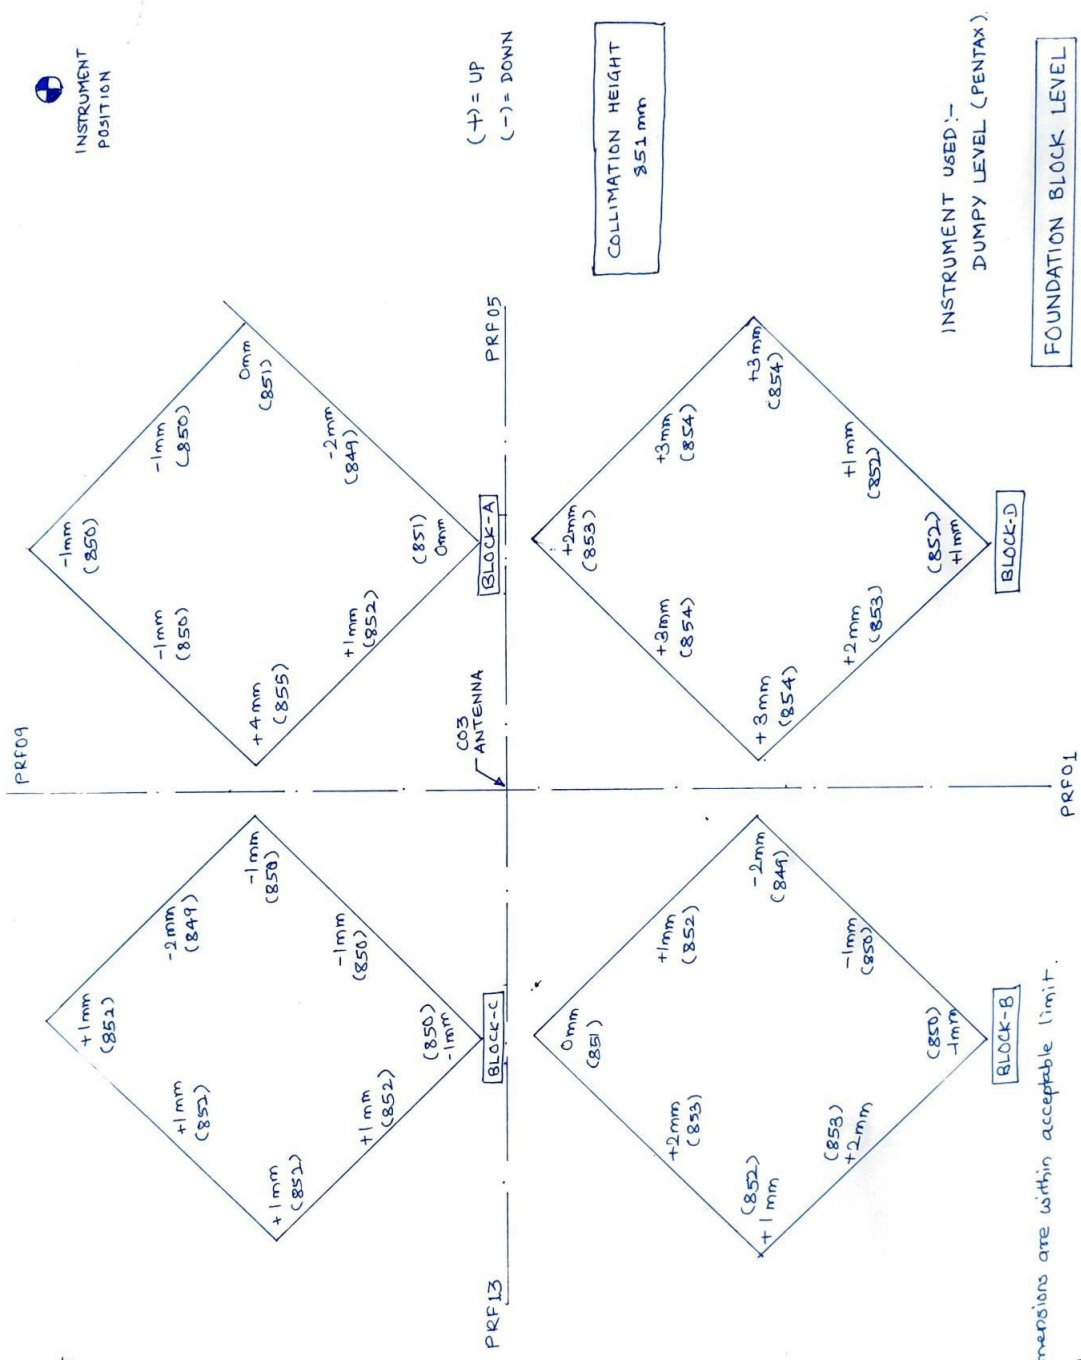 INSTRUMENT
POSITION
(+) = UP
(-) = DOWN
COLLIMATION HEIGHT
851 mm
INSTRUMENT USED:-
DUMPY LEVEL (PENTAX).
FOUNDATION BLOCK LEVEL
PRF09
PRF05
PRF13
PRF01
C03
ANTENNA
-1mm
(850)
-1mm
(850)
0mm
(851)
-1mm
(850)
-2mm
(849)
+4mm
(855)
+1mm
(852)
(851)
0mm
BLOCK-A
+2mm
(853)
+3mm
(854)
+3mm
(854)
+3mm
(854)
+3mm
(854)
+1mm
(852)
+2mm
(853)
(852)
+1mm
BLOCK-D
+1mm
(852)
-2mm
(849)
-1mm
(850)
+1mm
(852)
-1mm
(850)
+1mm
(852)
+1mm
(852)
(850)
-1mm
BLOCK-C
0mm
(851)
+1mm
(852)
-2mm
(849)
+2mm
(853)
-1mm
(850)
(852)
+1mm
(853)
+2mm
(850)
-1mm
BLOCK-B
mensions are within acceptable limit.